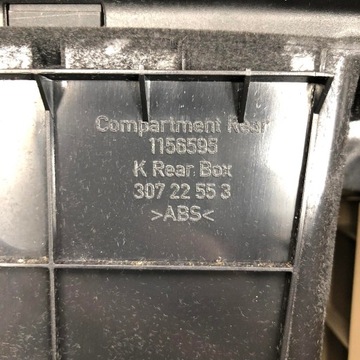 Compartment Rear
1156595
K Rear Box
307 22 55 3
>ABS<